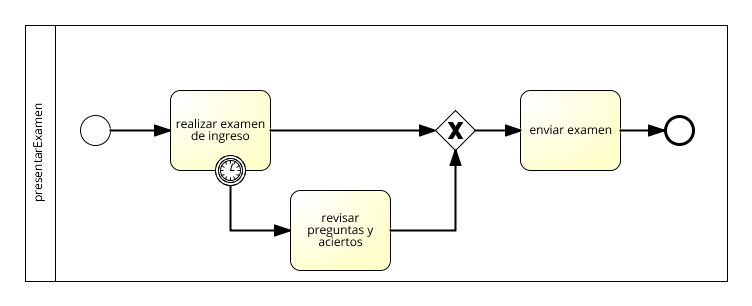 presentarExamen
realizar examen
de ingreso
enviar examen
revisar
preguntas y
aciertos